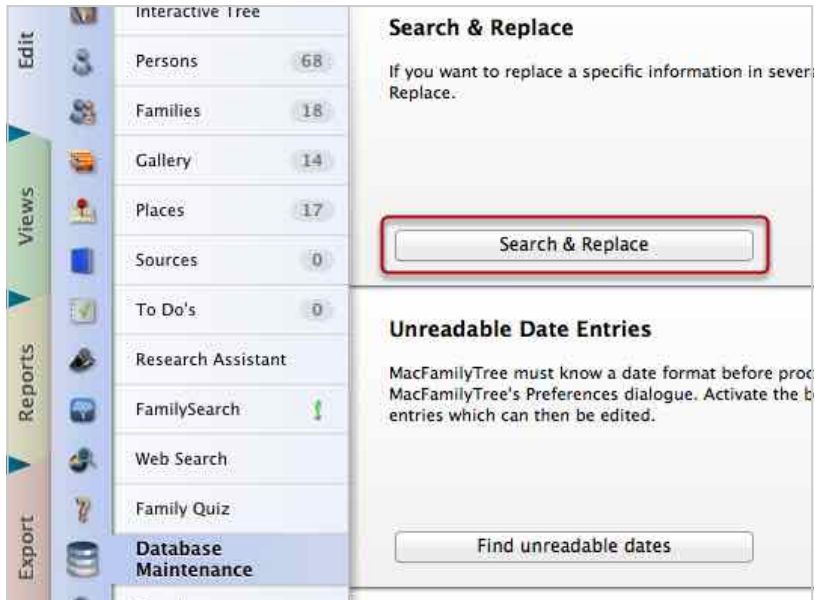 Edit
Views
Reports
Export
Interactive Tree
Persons 68
Families 18
Gallery 14
Places 17
Sources 0
To Do's 0
Research Assistant
FamilySearch
Web Search
Family Quiz
Database
Maintenance
Search & Replace
If you want to replace a specific information in sever
Replace.
Search & Replace
Unreadable Date Entries
MacFamilyTree must know a date format before proc
MacFamilyTree's Preferences dialogue. Activate the b
entries which can then be edited.
Find unreadable dates